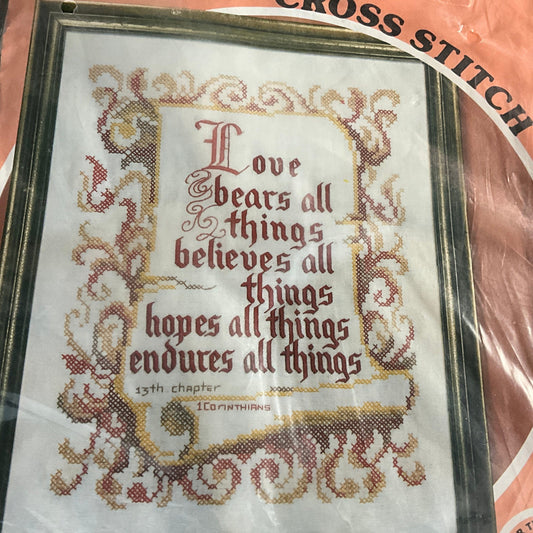 CROSS STITCH
Love
bears all
things
believes all
things
hopes all things
endures all things
13th chapter
1 CORINTHIANS